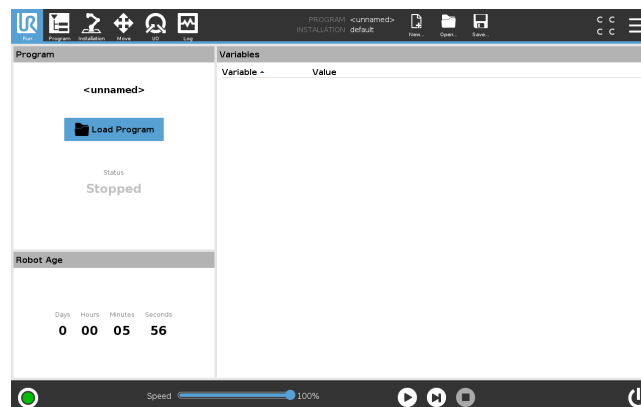 UR
PROGRAM <unnamed>
INSTALLATION default
Run Program Installation Move I/O Log
New... Open... Save...
C C
C C
Program
<unnamed>
Load Program
Status
Stopped
Robot Age
Days Hours Minutes Seconds
0 00 05 56
Variables
Variable Value
Speed 100%